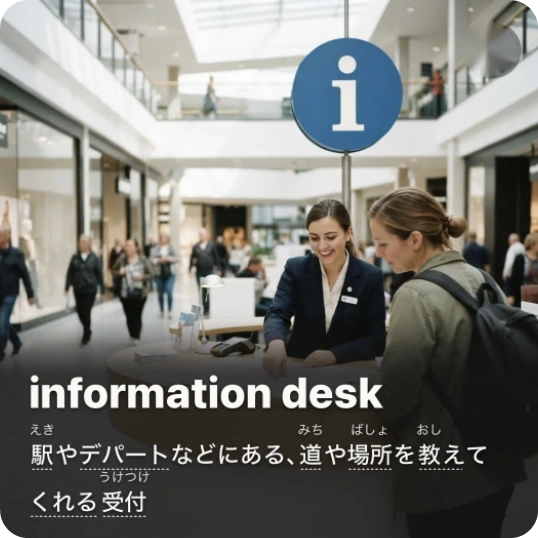 i
information desk
えき みち ばしょ おし
駅やデパートなどにある、道や場所を教えて
うけつけ
くれる受付